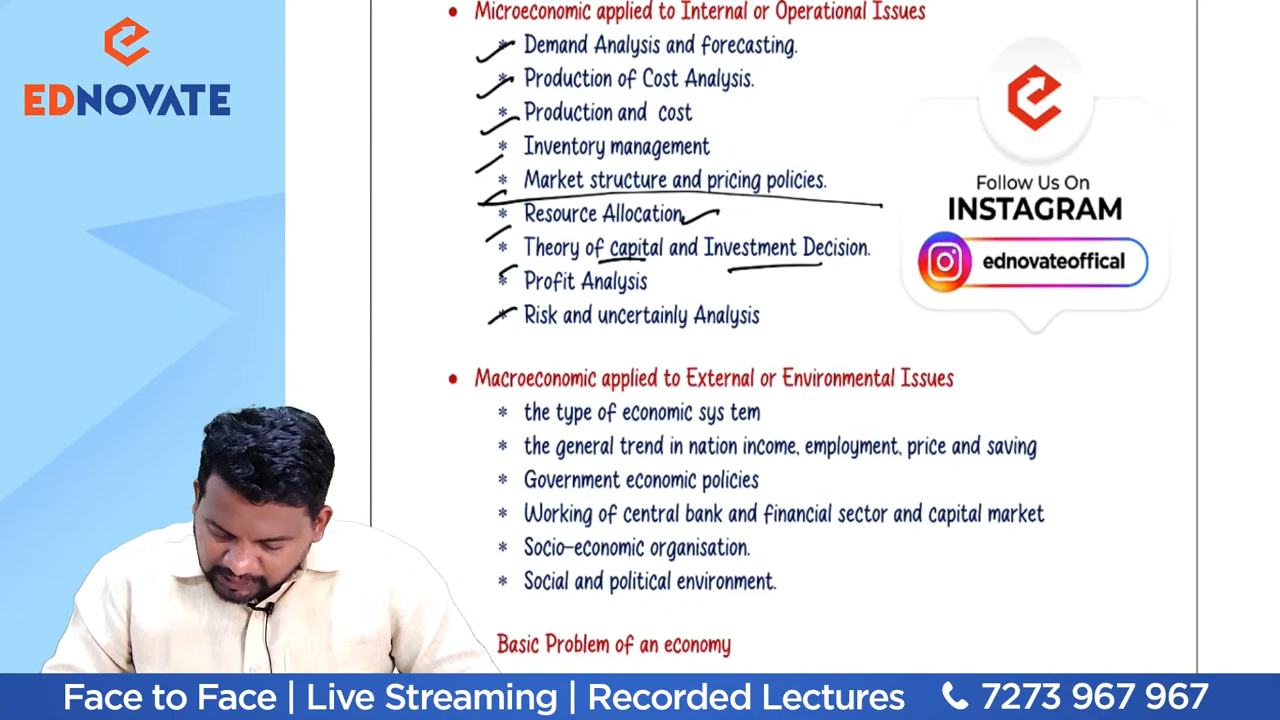 EDNOVATE
• Microeconomic applied to Internal or Operational Issues
* Demand Analysis and forecasting.
* Production of Cost Analysis.
* Production and cost
* Inventory management
* Market structure and pricing policies.
* Resource Allocation
* Theory of capital and Investment Decision.
* Profit Analysis
* Risk and uncertainly Analysis
Follow Us On
INSTAGRAM
ednovateoffical
• Macroeconomic applied to External or Environmental Issues
* the type of economic sys tem
* the general trend in nation income, employment, price and saving
* Government economic policies
* Working of central bank and financial sector and capital market
* Socio-economic organisation.
* Social and political environment.
Basic Problem of an economy
Face to Face | Live Streaming | Recorded Lectures 7273 967 967